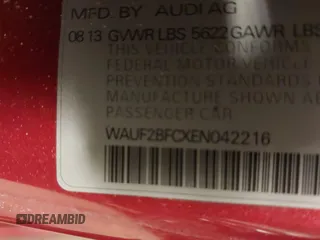 MFD. BY AUDI AG
08 13 GVWR LBS 5622 GAWR LBS
THIS VEHICLE CONFORMS
FEDERAL MOTOR VEHICLE
PREVENTION STANDARDS
MANUFACTURE SHOWN AB
PASSENGER CAR
WAUF2BFCXEN042216
DREAMBID